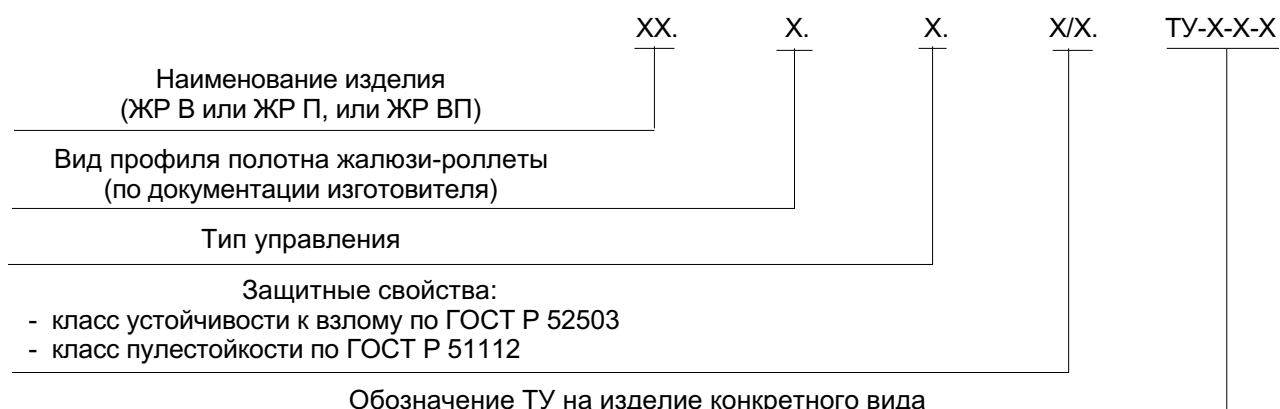 ХХ. Х. Х. Х/Х. ТУ-Х-Х-Х
Наименование изделия
(ЖР В или ЖР П, или ЖР ВП)
Вид профиля полотна жалюзи-роллеты
(по документации изготовителя)
Тип управления
Защитные свойства:
- класс устойчивости к взлому по ГОСТ Р 52503
- класс пулестойкости по ГОСТ Р 51112
Обозначение ТУ на изделие конкретного вида